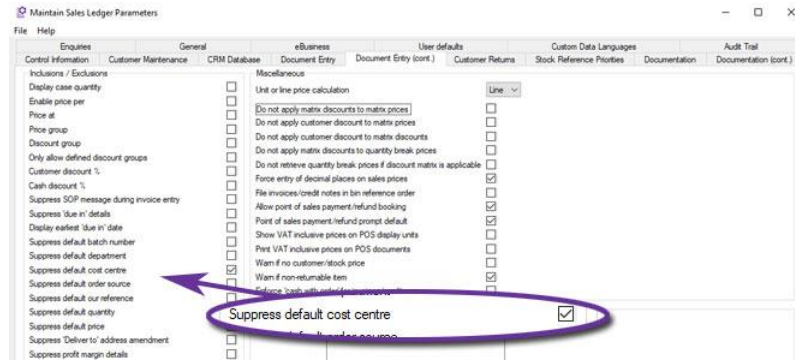 Maintain Sales Ledger Parameters
File Help
Enquiries General eBusiness User defaults Custom Data Languages Audit Trail
Control Information Customer Maintenance CRM Database Document Entry Document Entry (cont.) Customer Returns Stock Reference Priorities Documentation Documentation (cont.)
Inclusions / Exclusions
Display case quantity
Enable price per
Price at
Price group
Discount group
Only allow defined discount groups
Customer discount %
Cash discount %
Suppress SOP message during invoice entry
Suppress 'due in' details
Display earliest 'due in' date
Suppress default batch number
Suppress default department
Suppress default cost centre
Suppress default order source
Suppress default our reference
Suppress default quantity
Suppress default price
Suppress 'Deliver to' address amendment
Suppress profit margin details
Miscellaneous
Unit or line price calculation Line
Do not apply matrix discounts to matrix prices
Do not apply customer discount to matrix prices
Do not apply customer discount to matrix discounts
Do not apply matrix discounts to quantity break prices
Do not retrieve quantity break prices if discount matrix is applicable
Force entry of decimal places on sales prices
File invoices/credit notes in bin reference order
Allow point of sales payment/refund booking
Point of sales payment/refund prompt default
Show VAT inclusive prices on POS display units
Print VAT inclusive prices on POS documents
Warn if no customer/stock price
Warn if non-returnable item
Suppress default cost centre